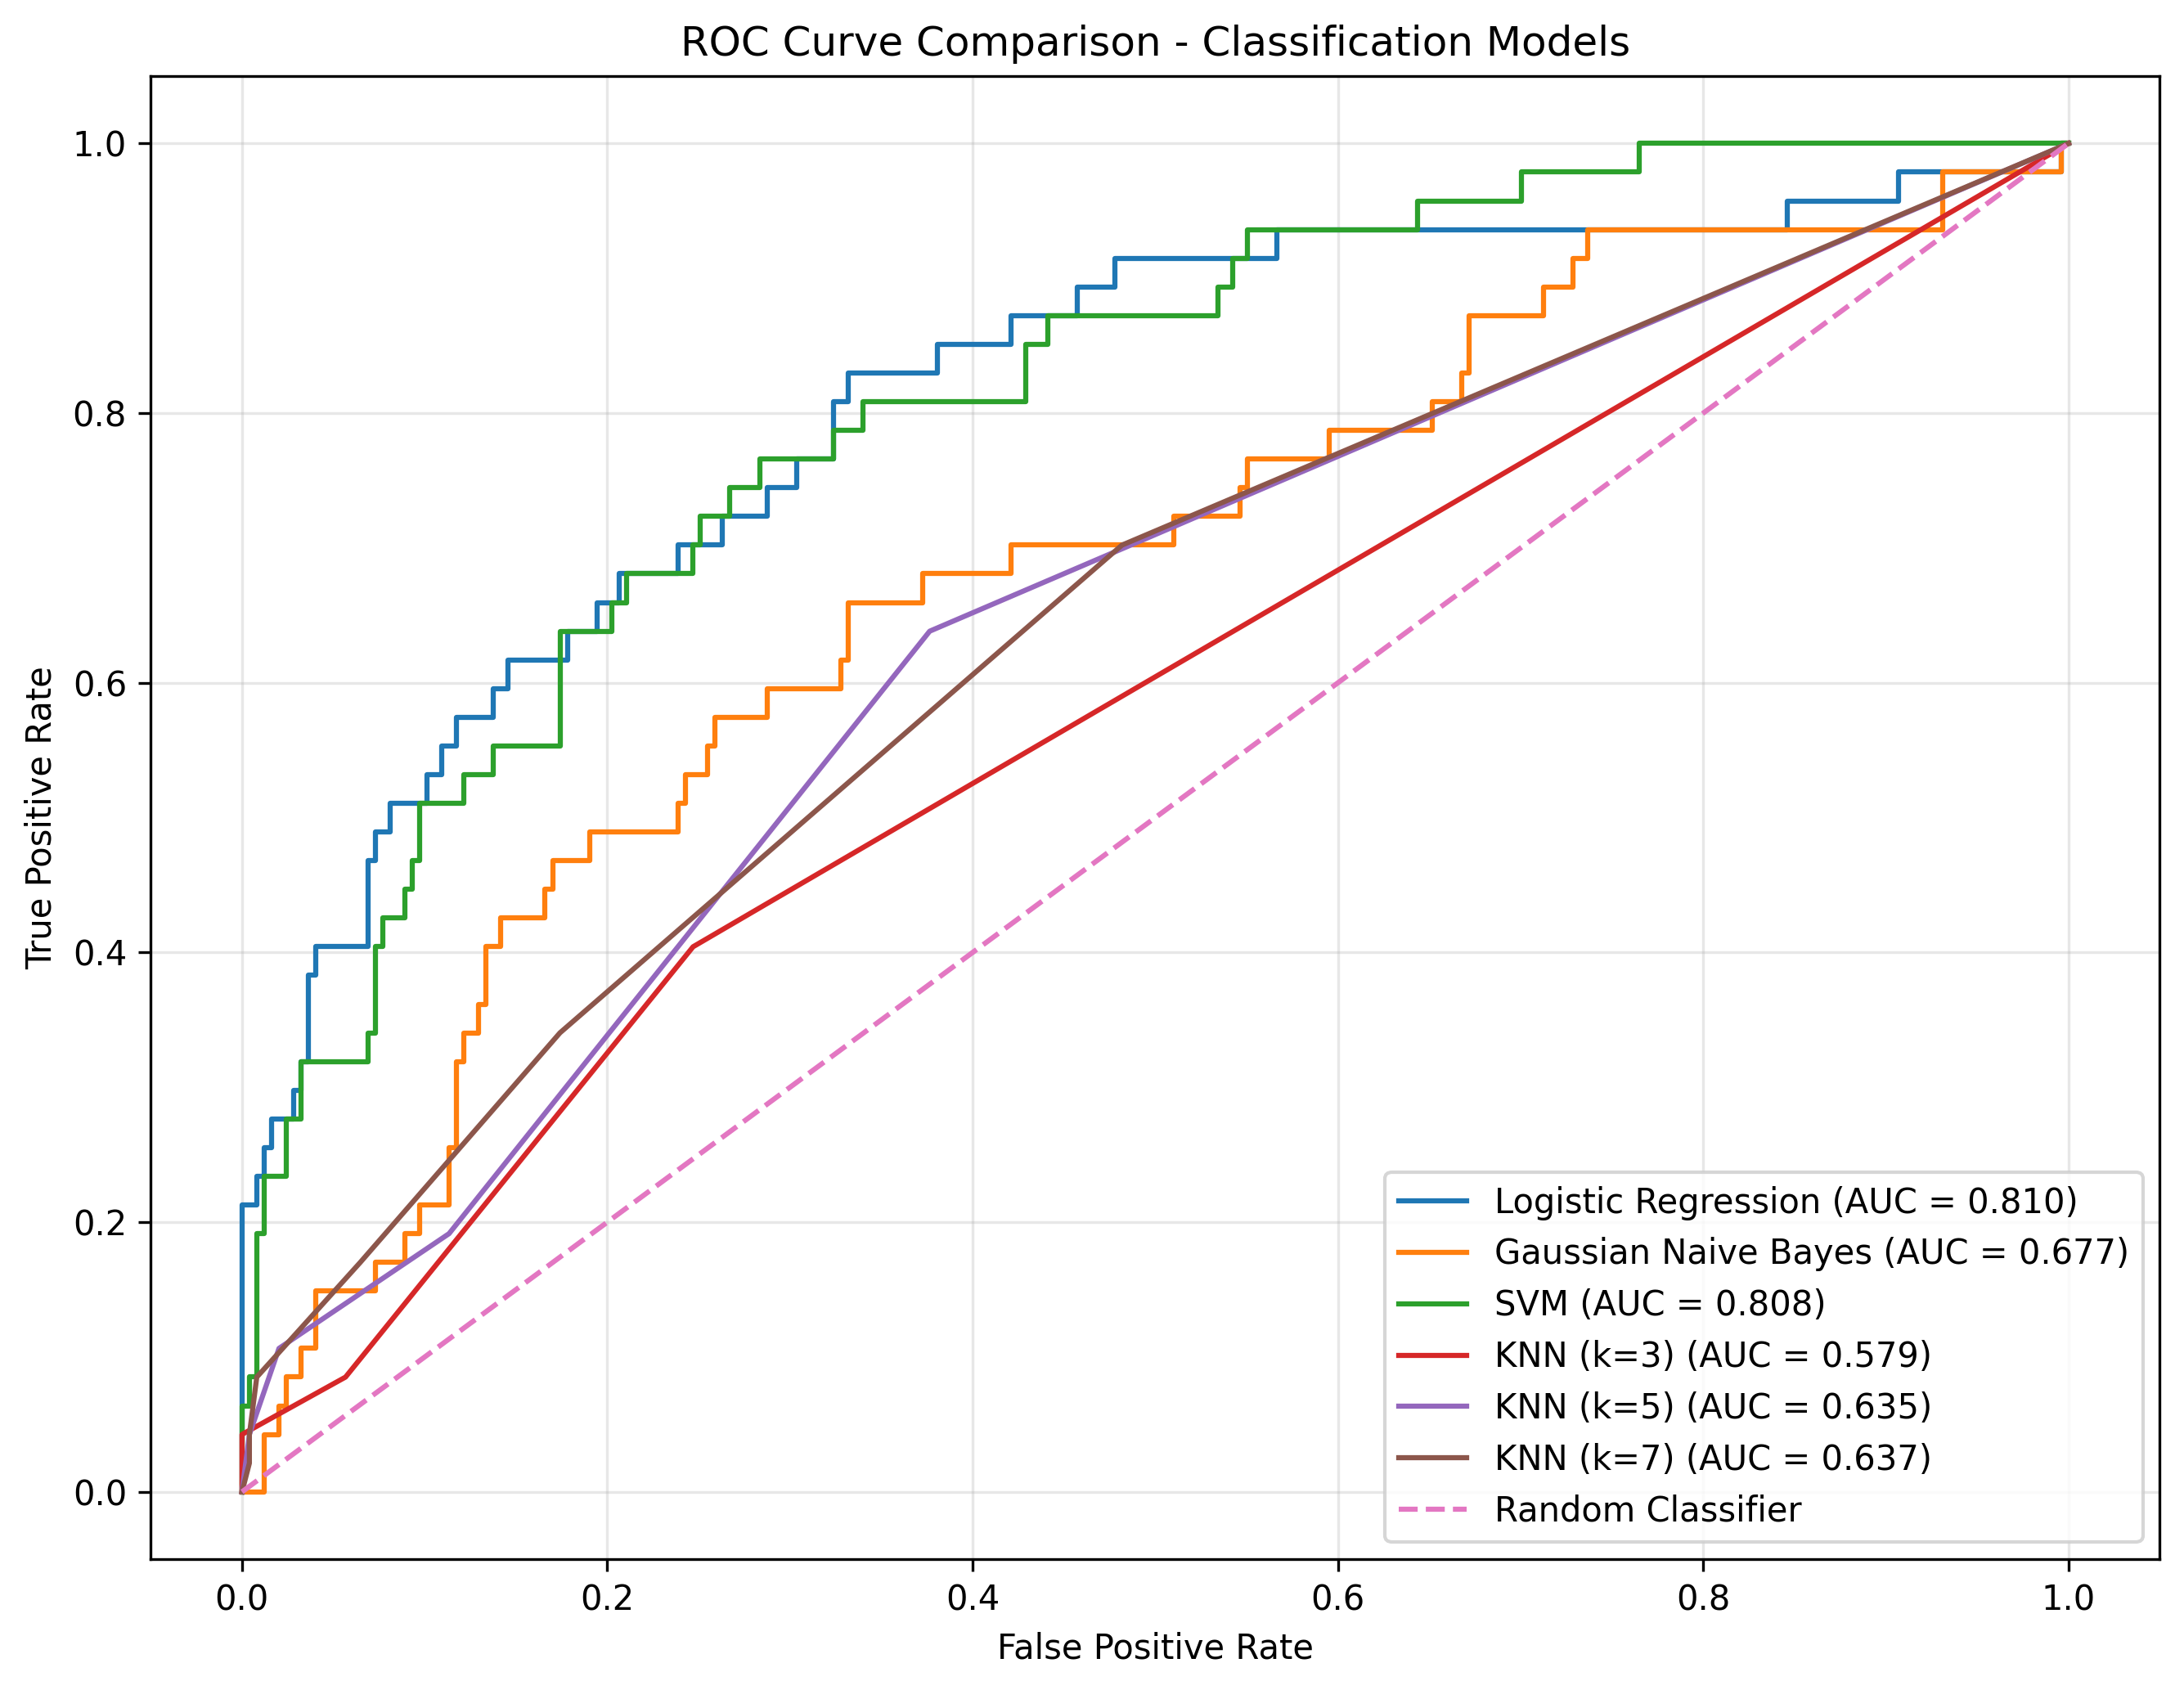 ROC Curve Comparison - Classification Models
1.0
0.8
0.6
0.4
0.2
0.0
True Positive Rate
0.0 0.2 0.4 0.6 0.8 1.0
False Positive Rate
Logistic Regression (AUC = 0.810)
Gaussian Naive Bayes (AUC = 0.677)
SVM (AUC = 0.808)
KNN (k=3) (AUC = 0.579)
KNN (k=5) (AUC = 0.635)
KNN (k=7) (AUC = 0.637)
Random Classifier